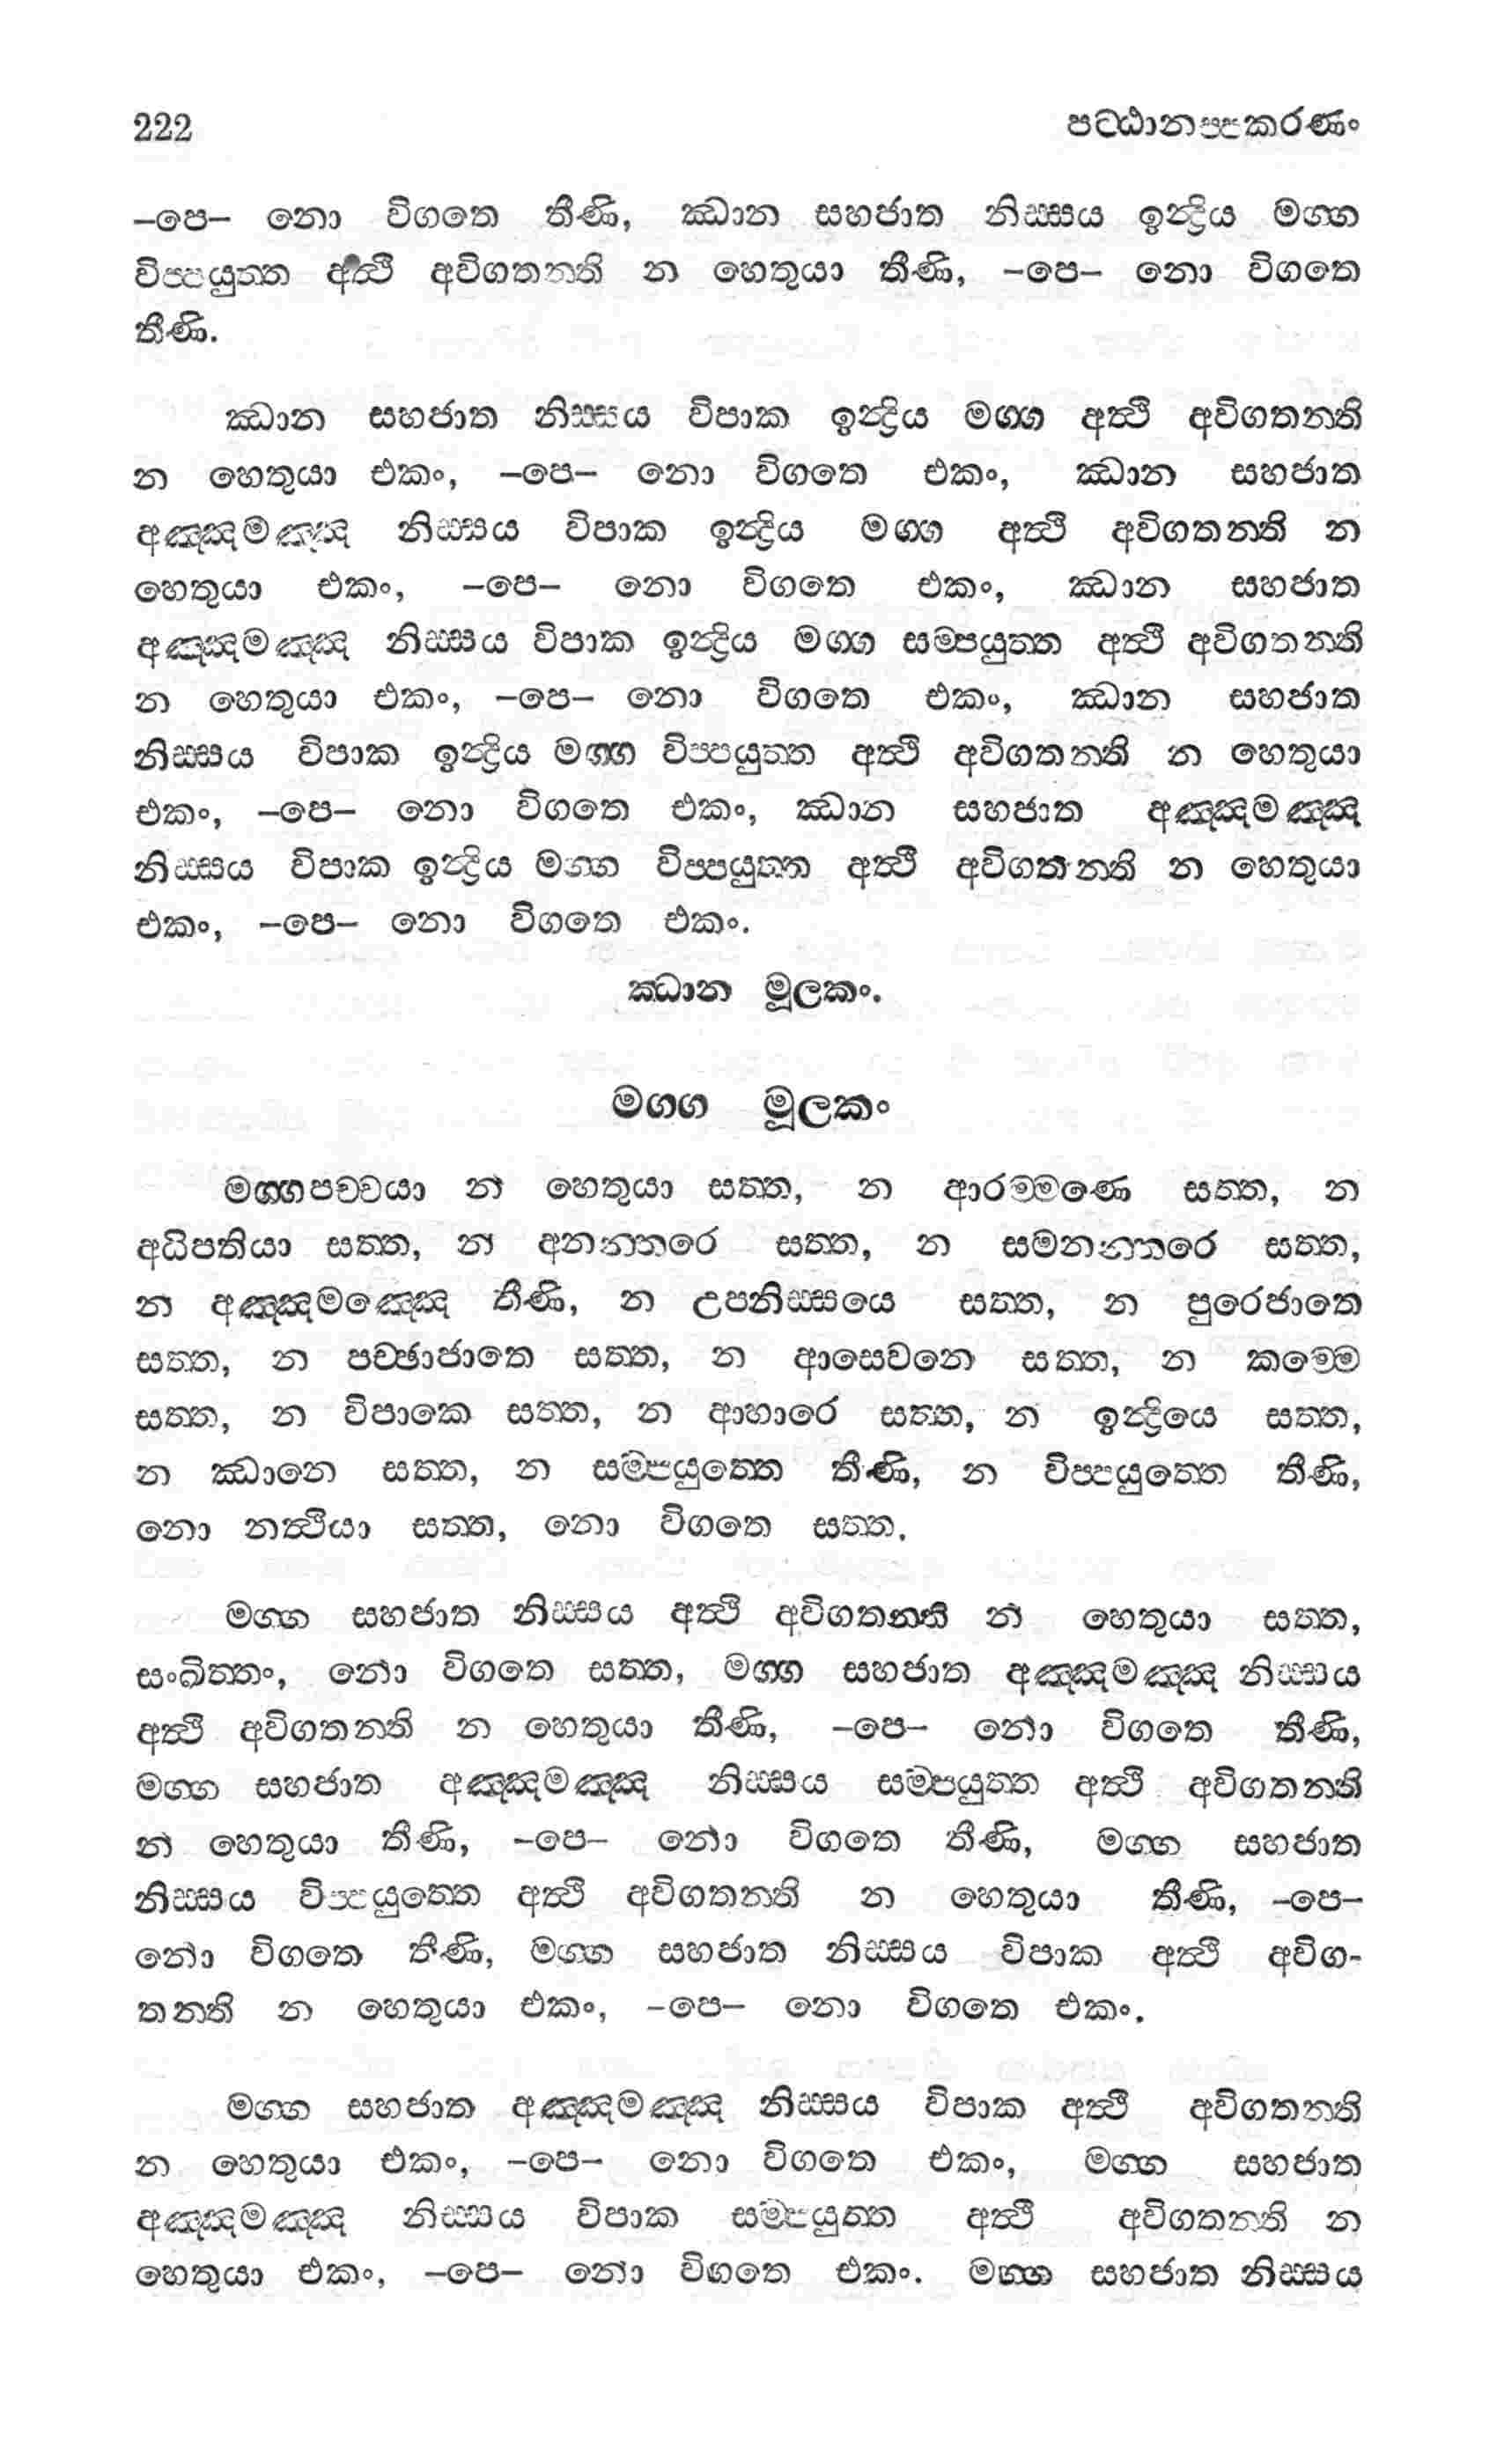 222 පට්ඨානප්පකරණං
–පෙ– නො විගතෙ තීණි, ඣාන සහජාත නිස්සය ඉන්ද්‍රිය මග්ග
විප්පයුත්ත අත්ථි අවිගතන්ති න හෙතුයා තීණි, –පෙ– නො විගතෙ
තීණි.
ඣාන සහජාත නිස්සය විපාක ඉන්ද්‍රිය මග්ග අත්ථි අවිගතන්ති
න හෙතුයා එකං, –පෙ– නො විගතෙ එකං, ඣාන සහජාත
අඤ්ඤමඤ්ඤ නිස්සය විපාක ඉන්ද්‍රිය මග්ග අත්ථි අවිගතන්ති න
හෙතුයා එකං, –පෙ– නො විගතෙ එකං, ඣාන සහජාත
අඤ්ඤමඤ්ඤ නිස්සය විපාක ඉන්ද්‍රිය මග්ග සම්පයුත්ත අත්ථි අවිගතන්ති
න හෙතුයා එකං, –පෙ– නො විගතෙ එකං, ඣාන සහජාත
නිස්සය විපාක ඉන්ද්‍රිය මග්ග විප්පයුත්ත අත්ථි අවිගතන්ති න හෙතුයා
එකං, –පෙ– නො විගතෙ එකං, ඣාන සහජාත අඤ්ඤමඤ්ඤ
නිස්සය විපාක ඉන්ද්‍රිය මග්ග විප්පයුත්ත අත්ථි අවිගතන්ති න හෙතුයා
එකං, –පෙ– නො විගතෙ එකං.
ඣාන මූලකං.
මග්ග මූලකං
මග්ගපච්චයා න හෙතුයා සත්ත, න ආරම්මණෙ සත්ත, න
අධිපතියා සත්ත, න අනන්තරෙ සත්ත, න සමනන්තරෙ සත්ත,
න අඤ්ඤමඤ්ඤෙ තීණි, න උපනිස්සයෙ සත්ත, න පුරෙජාතෙ
සත්ත, න පච්ඡාජාතෙ සත්ත, න ආසෙවනෙ සත්ත, න කම්මෙ
සත්ත, න විපාකෙ සත්ත, න ආහාරෙ සත්ත, න ඉන්ද්‍රියෙ සත්ත,
න ඣානෙ සත්ත, න සම්පයුත්තෙ තීණි, න විප්පයුත්තෙ තීණි,
නො නත්ථියා සත්ත, නො විගතෙ සත්ත.
මග්ග සහජාත නිස්සය අත්ථි අවිගතන්ති න හෙතුයා සත්ත,
සංඛිත්තං, නො විගතෙ සත්ත, මග්ග සහජාත අඤ්ඤමඤ්ඤ නිස්සය
අත්ථි අවිගතන්ති න හෙතුයා තීණි, –පෙ– නො විගතෙ තීණි,
මග්ග සහජාත අඤ්ඤමඤ්ඤ නිස්සය සම්පයුත්ත අත්ථි අවිගතන්ති
න හෙතුයා තීණි, –පෙ– නො විගතෙ තීණි, මග්ග සහජාත
නිස්සය විප්පයුත්තෙ අත්ථි අවිගතන්ති න හෙතුයා තීණි, –පෙ–
නො විගතෙ තීණි, මග්ග සහජාත නිස්සය විපාක අත්ථි අවිග-
තන්ති න හෙතුයා එකං, –පෙ– නො විගතෙ එකං.
මග්ග සහජාත අඤ්ඤමඤ්ඤ නිස්සය විපාක අත්ථි අවිගතන්ති
න හෙතුයා එකං, –පෙ– නො විගතෙ එකං, මග්ග සහජාත
අඤ්ඤමඤ්ඤ නිස්සය විපාක සම්පයුත්ත අත්ථි අවිගතන්ති න
හෙතුයා එකං, –පෙ– නො විගතෙ එකං. මග්ග සහජාත නිස්සය